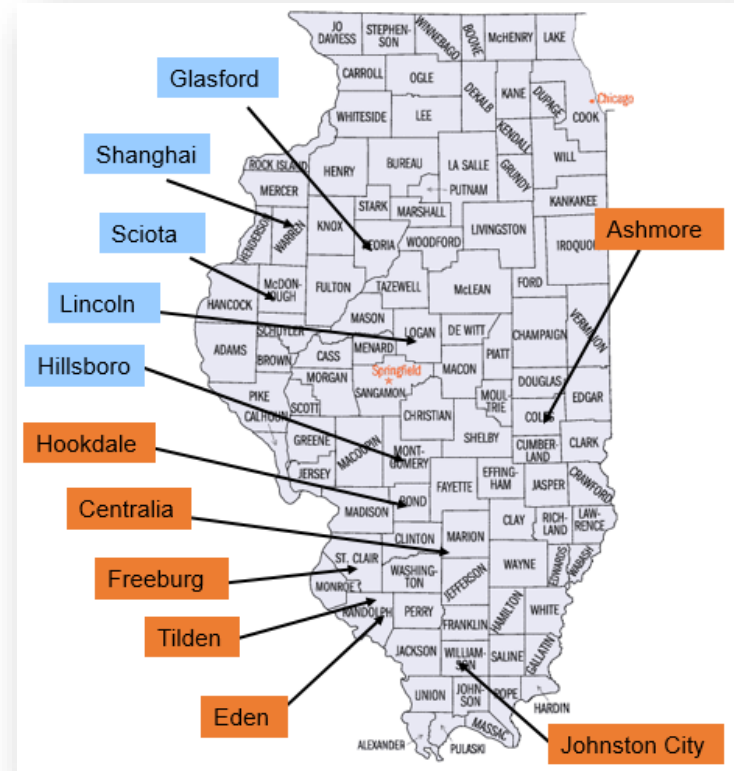 JO
DAVIESS
STEPHEN-
SON
WINNEBAGO
BOONE
McHENRY
LAKE
Glasford
CARROLL
OGLE
DEKALB
KANE
DUPAGE
Chicago
COOK
WHITESIDE
LEE
KENDALL
WILL
Shanghai
ROCK ISLAND
HENRY
BUREAU
LA SALLE
GRUNDY
PUTNAM
MERCER
KANKAKEE
Sciota
HENDERSON
WARREN
KNOX
STARK
MARSHALL
LIVINGSTON
Ashmore
EORIA
WOODFORD
IROQUOI
Lincoln
HANCOCK
McDON-
OUGH
FULTON
TAZEWELL
McLEAN
FORD
VERMILION
MASON
SCHUYLER
LOGAN
DE WITT
CHAMPAIGN
Hillsboro
ADAMS
BROWN
CASS
MENARD
PIATT
MACON
Springfield
SANGAMON
MORGAN
DOUGLAS
EDGAR
PIKE
SCOTT
CHRISTIAN
MOUL-
TRIE
COLES
CALHOUN
GREENE
MACOUPIN
MONT-
GOMERY
SHELBY
CUMBER-
LAND
CLARK
Hookdale
JERSEY
BOND
FAYETTE
EFFING-
HAM
JASPER
CRAWFORD
Centralia
MADISON
CLINTON
MARION
CLAY
RICH-
LAND
LAW-
RENCE
Freeburg
ST. CLAIR
MONROE
WASHING-
TON
JEFFERSON
WAYNE
EDWARDS
WABASH
Tilden
RANDOLPH
PERRY
FRANKLIN
HAMILTON
WHITE
Eden
JACKSON
WILLIAM-
SON
SALINE
GALLATIN
UNION
JOHN-
SON
POPE
HARDIN
ALEXANDER
PULASKI
MASSAC
Johnston City